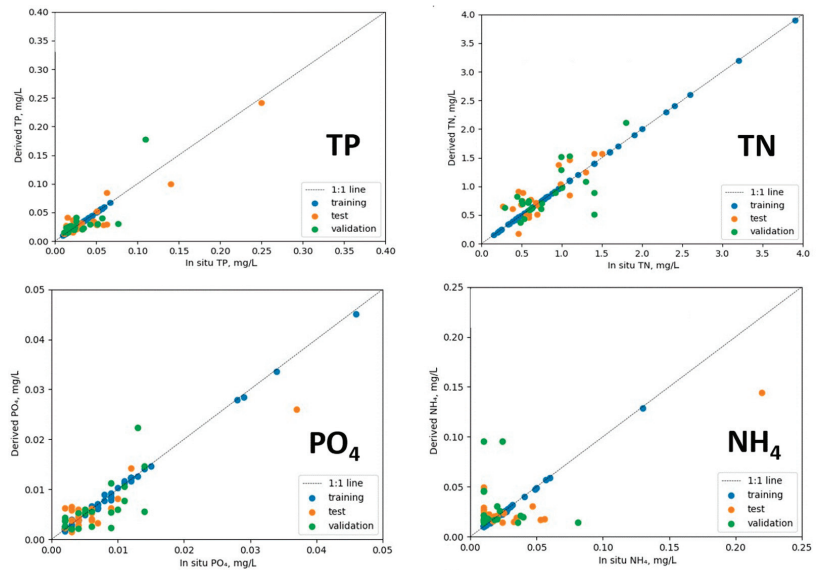 0.40
0.35
0.30
0.25
0.20
0.15
0.10
0.05
0.00
Derived TP, mg/L
TP
1:1 line
training
test
validation
0.00 0.05 0.10 0.15 0.20 0.25 0.30 0.35 0.40
In situ TP, mg/L
4.0
3.5
3.0
2.5
2.0
1.5
1.0
0.5
0.0
Derived TN, mg/L
TN
1:1 line
training
test
validation
0.0 0.5 1.0 1.5 2.0 2.5 3.0 3.5 4.0
In situ TN, mg/L
0.05
0.04
0.03
0.02
0.01
0.00
Derived PO₄, mg/L
PO₄
1:1 line
training
test
validation
0.00 0.01 0.02 0.03 0.04 0.05
In situ PO₄, mg/L
0.25
0.20
0.15
0.10
0.05
0.00
Derived NH₄, mg/L
NH₄
1:1 line
training
test
validation
0.00 0.05 0.10 0.15 0.20 0.25
In situ NH₄, mg/L